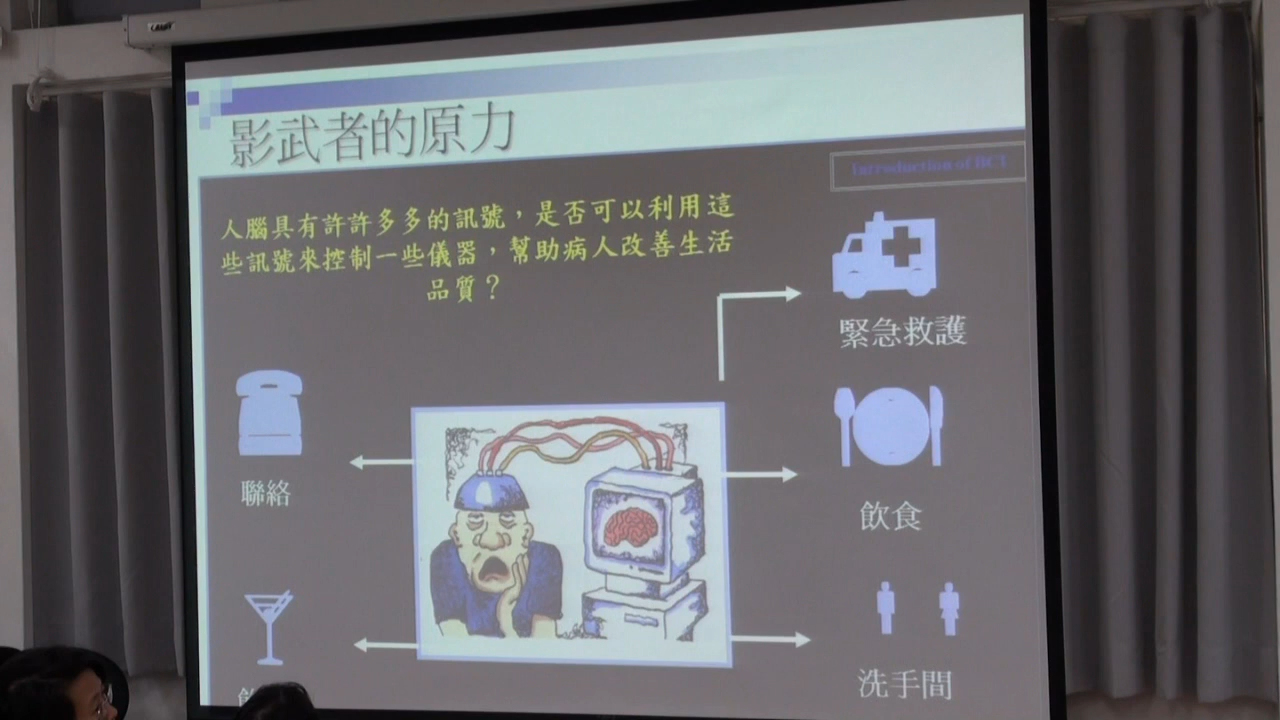 影武者的原力
Introduction of BCI
人腦具有許許多多的訊號，是否可以利用這
些訊號來控制一些儀器，幫助病人改善生活
品質？
緊急救護
聯絡
飲食
洗手間